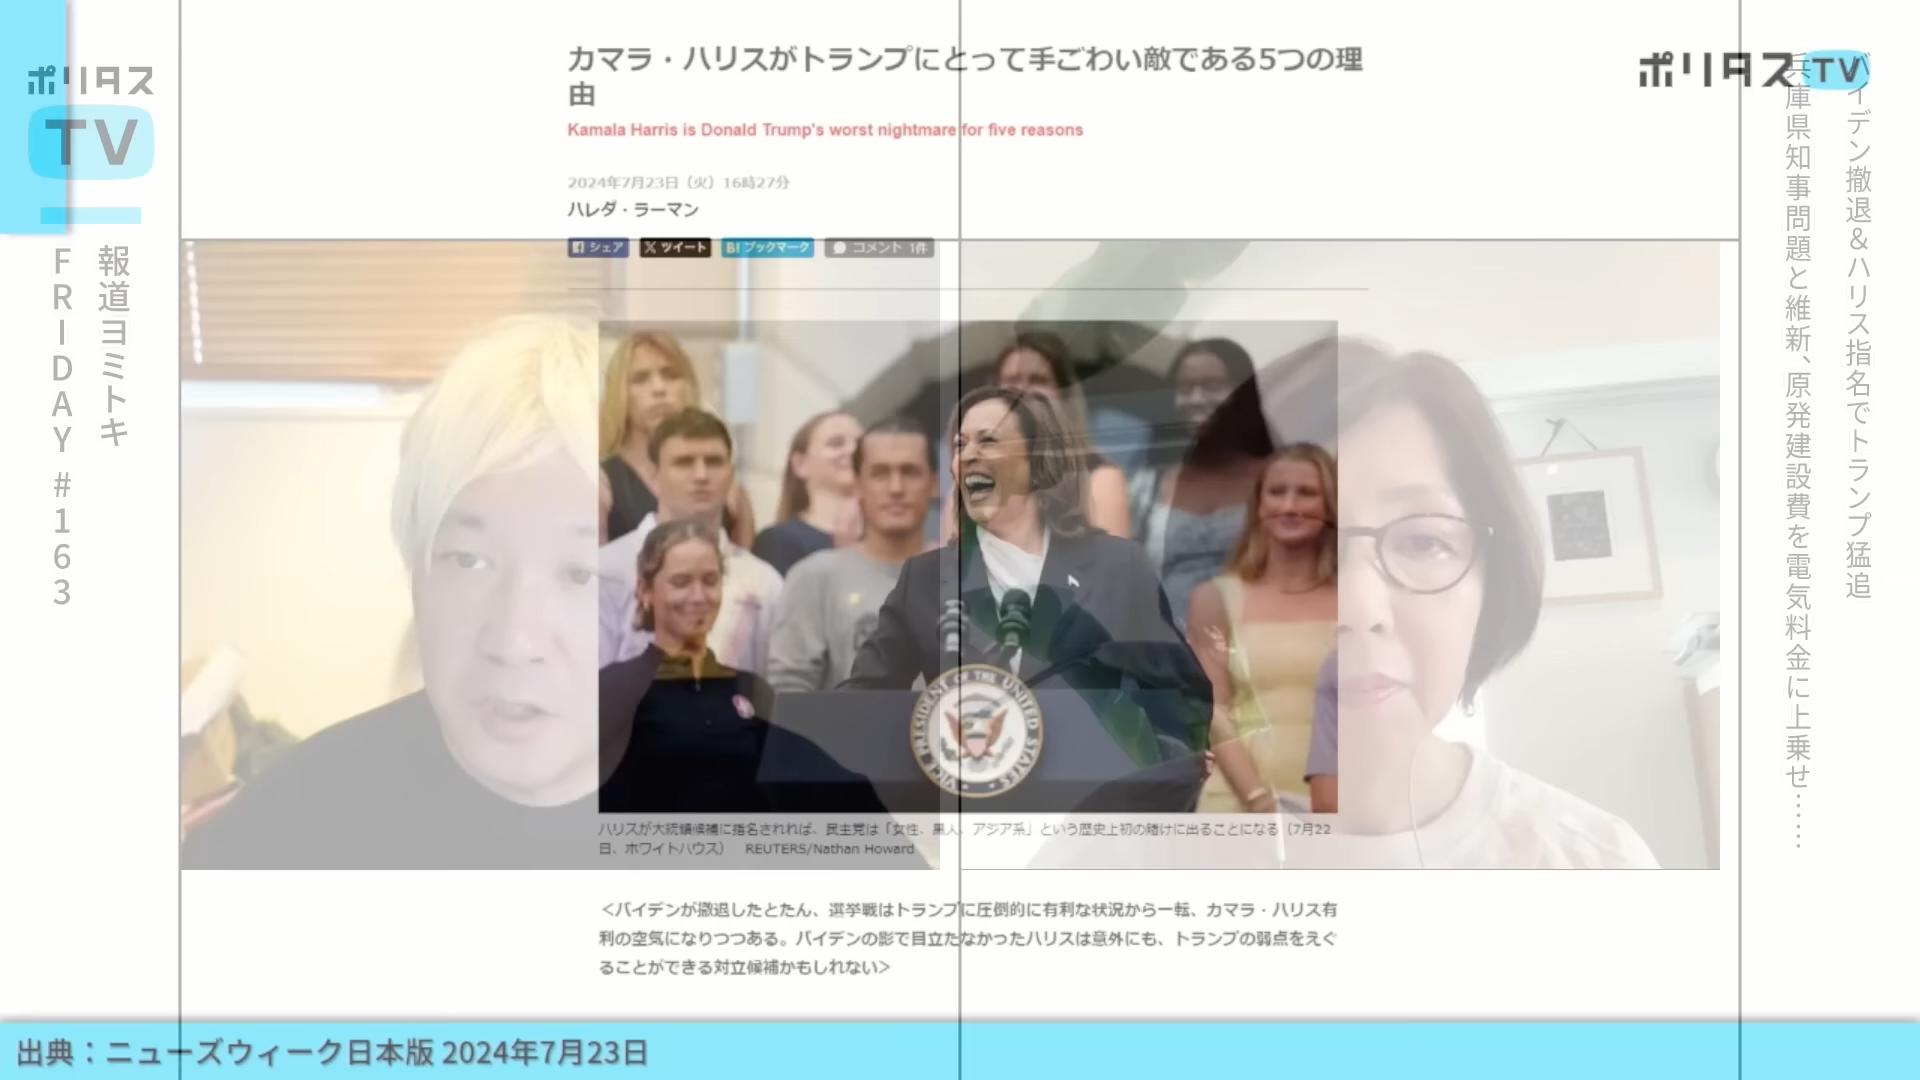 ポリタス
TV
報道ヨミトキ
FRIDAY #163
カマラ・ハリスがトランプにとって手ごわい敵である5つの理
由
Kamala Harris is Donald Trump's worst nightmare for five reasons
2024年7月23日（火）16時27分
ハレダ・ラーマン
シェア
ツイート
B! ブックマーク
コメント 1件
VICE PRESIDENT OF THE UNITED STATES
ハリスが大統領候補に指名されれば、民主党は「女性、黒人、アジア系」という歴史上初の賭けに出ることになる（7月22
日、ホワイトハウス） REUTERS/Nathan Howard
＜バイデンが撤退したとたん、選挙戦はトランプに圧倒的に有利な状況から一転、カマラ・ハリス有
利の空気になりつつある。バイデンの影で目立たなかったハリスは意外にも、トランプの弱点をえぐ
ることができる対立候補かもしれない＞
ポリタスTV
バイデン撤退&ハリス指名でトランプ猛追
兵庫県知事問題と維新、原発建設費を電気料金に上乗せ……
出典：ニューズウィーク日本版 2024年7月23日